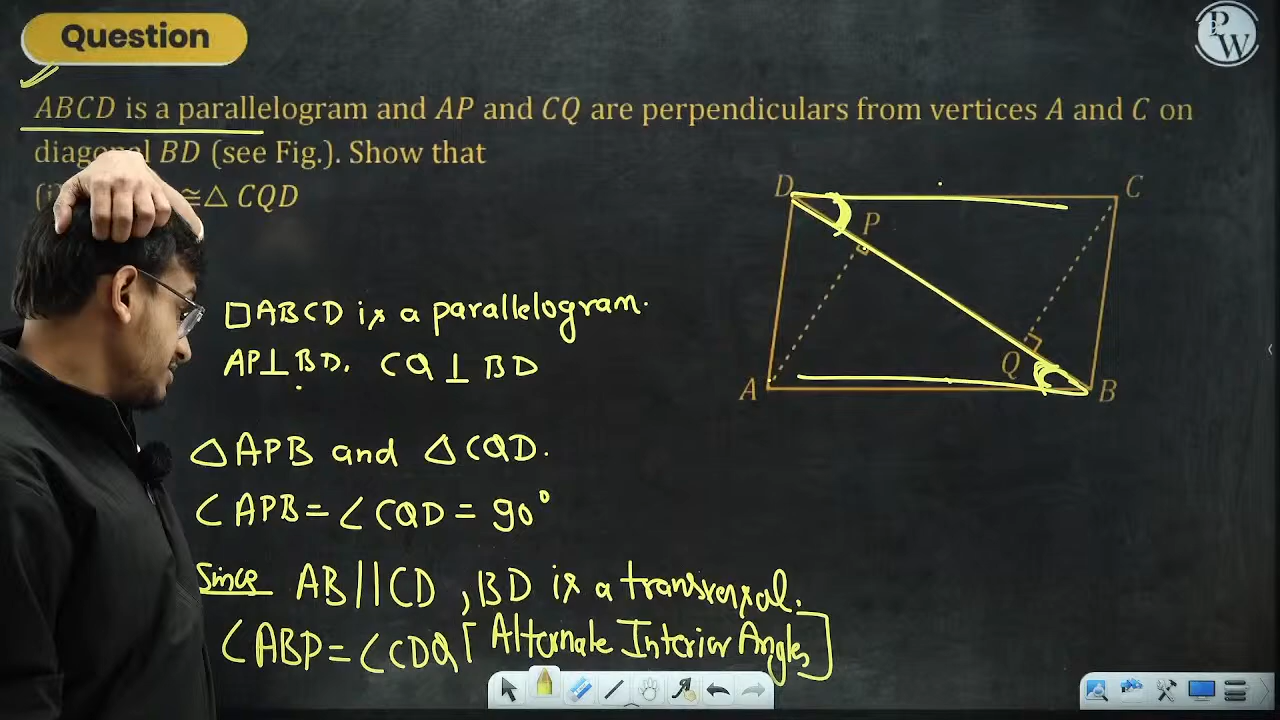 Question
PW
ABCD is a parallelogram and AP and CQ are perpendiculars from vertices A and C on
diagonal BD (see Fig.). Show that
(i) ≅ △ CQD
D
C
P
Q
A
B
□ABCD is a parallelogram.
AP⊥BD. CQ ⊥ BD
△APB and △CQD.
∠APB = ∠CQD = 90°
Since AB||CD, BD is a transversal.
∠ABP = ∠CDQ [Alternate Interior Angles]